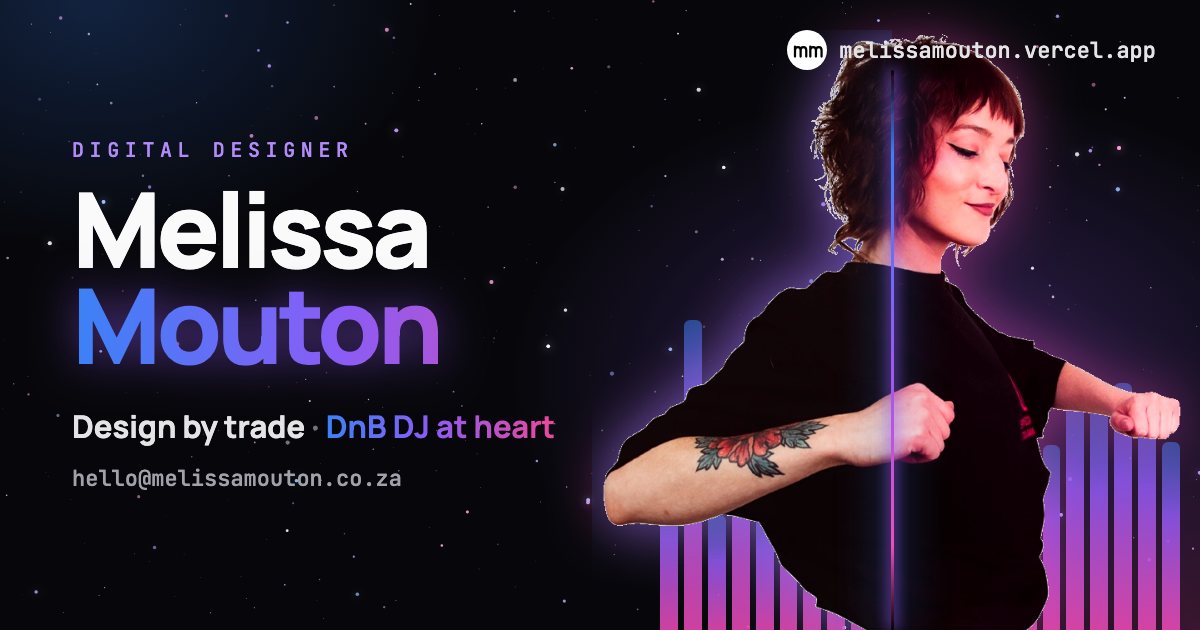 mm melissamouton.vercel.app
DIGITAL DESIGNER
Melissa
Mouton
Design by trade · DnB DJ at heart
hello@melissamouton.co.za